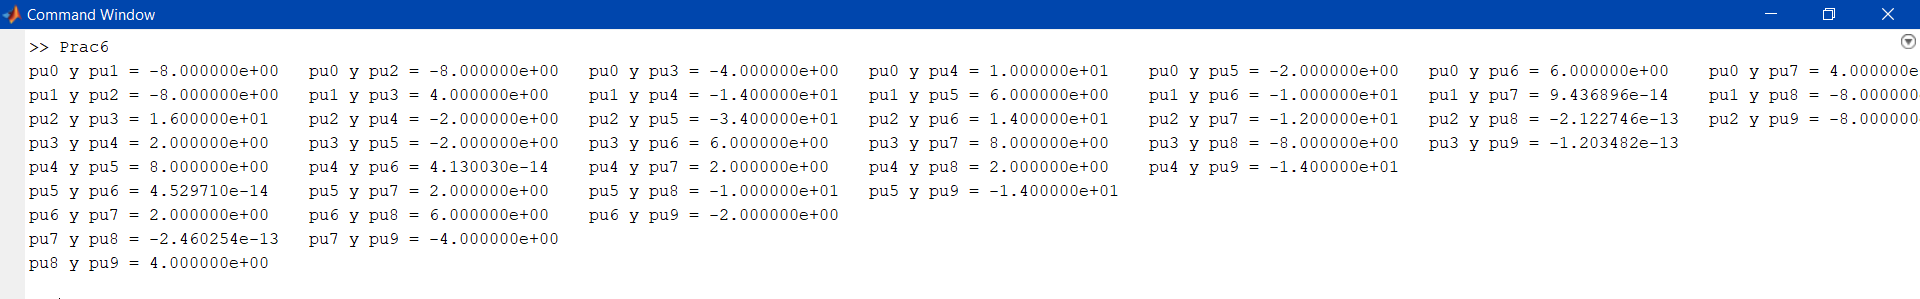 Command Window
>> Prac6
pu0 y pu1 = -8.000000e+00   pu0 y pu2 = -8.000000e+00   pu0 y pu3 = -4.000000e+00   pu0 y pu4 = 1.000000e+01    pu0 y pu5 = -2.000000e+00   pu0 y pu6 = 6.000000e+00    pu0 y pu7 = 4.000000e
pu1 y pu2 = -8.000000e+00   pu1 y pu3 = 4.000000e+00    pu1 y pu4 = -1.400000e+01   pu1 y pu5 = 6.000000e+00    pu1 y pu6 = -1.000000e+01   pu1 y pu7 = 9.436896e-14    pu1 y pu8 = -8.000000
pu2 y pu3 = 1.600000e+01    pu2 y pu4 = -2.000000e+00   pu2 y pu5 = -3.400000e+01   pu2 y pu6 = 1.400000e+01    pu2 y pu7 = -1.200000e+01   pu2 y pu8 = -2.122746e-13   pu2 y pu9 = -8.000000
pu3 y pu4 = 2.000000e+00    pu3 y pu5 = -2.000000e+00   pu3 y pu6 = 6.000000e+00    pu3 y pu7 = 8.000000e+00    pu3 y pu8 = -8.000000e+00   pu3 y pu9 = -1.203482e-13
pu4 y pu5 = 8.000000e+00    pu4 y pu6 = 4.130030e-14    pu4 y pu7 = 2.000000e+00    pu4 y pu8 = 2.000000e+00    pu4 y pu9 = -1.400000e+01
pu5 y pu6 = 4.529710e-14    pu5 y pu7 = 2.000000e+00    pu5 y pu8 = -1.000000e+01   pu5 y pu9 = -1.400000e+01
pu6 y pu7 = 2.000000e+00    pu6 y pu8 = 6.000000e+00    pu6 y pu9 = -2.000000e+00
pu7 y pu8 = -2.460254e-13   pu7 y pu9 = -4.000000e+00
pu8 y pu9 = 4.000000e+00